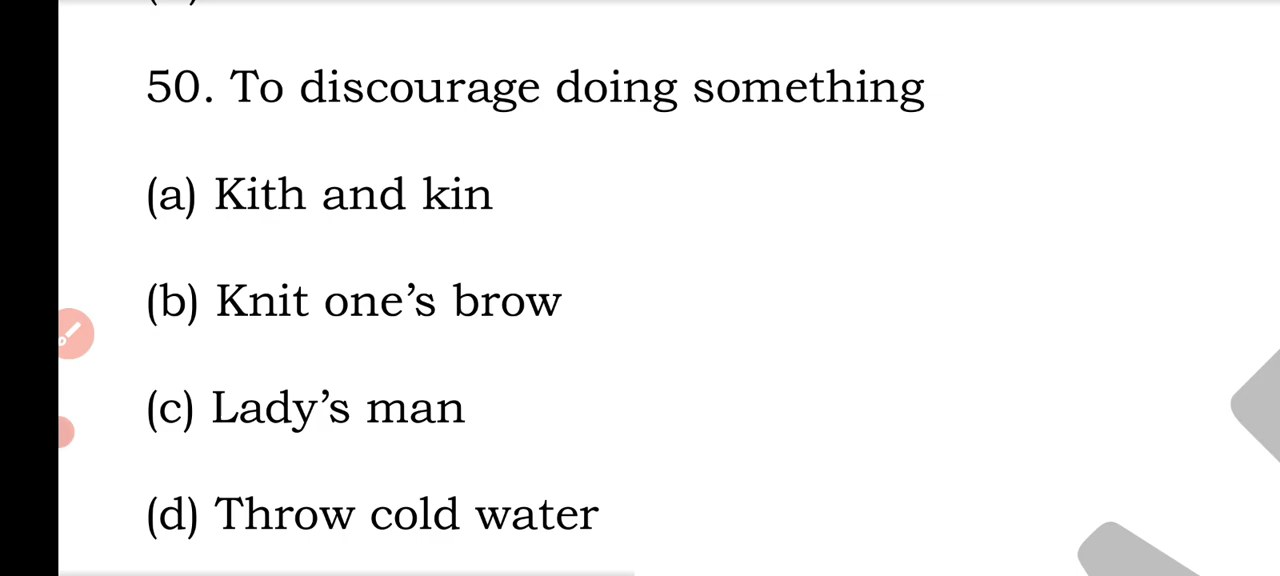 50. To discourage doing something
(a) Kith and kin
(b) Knit one’s brow
(c) Lady’s man
(d) Throw cold water